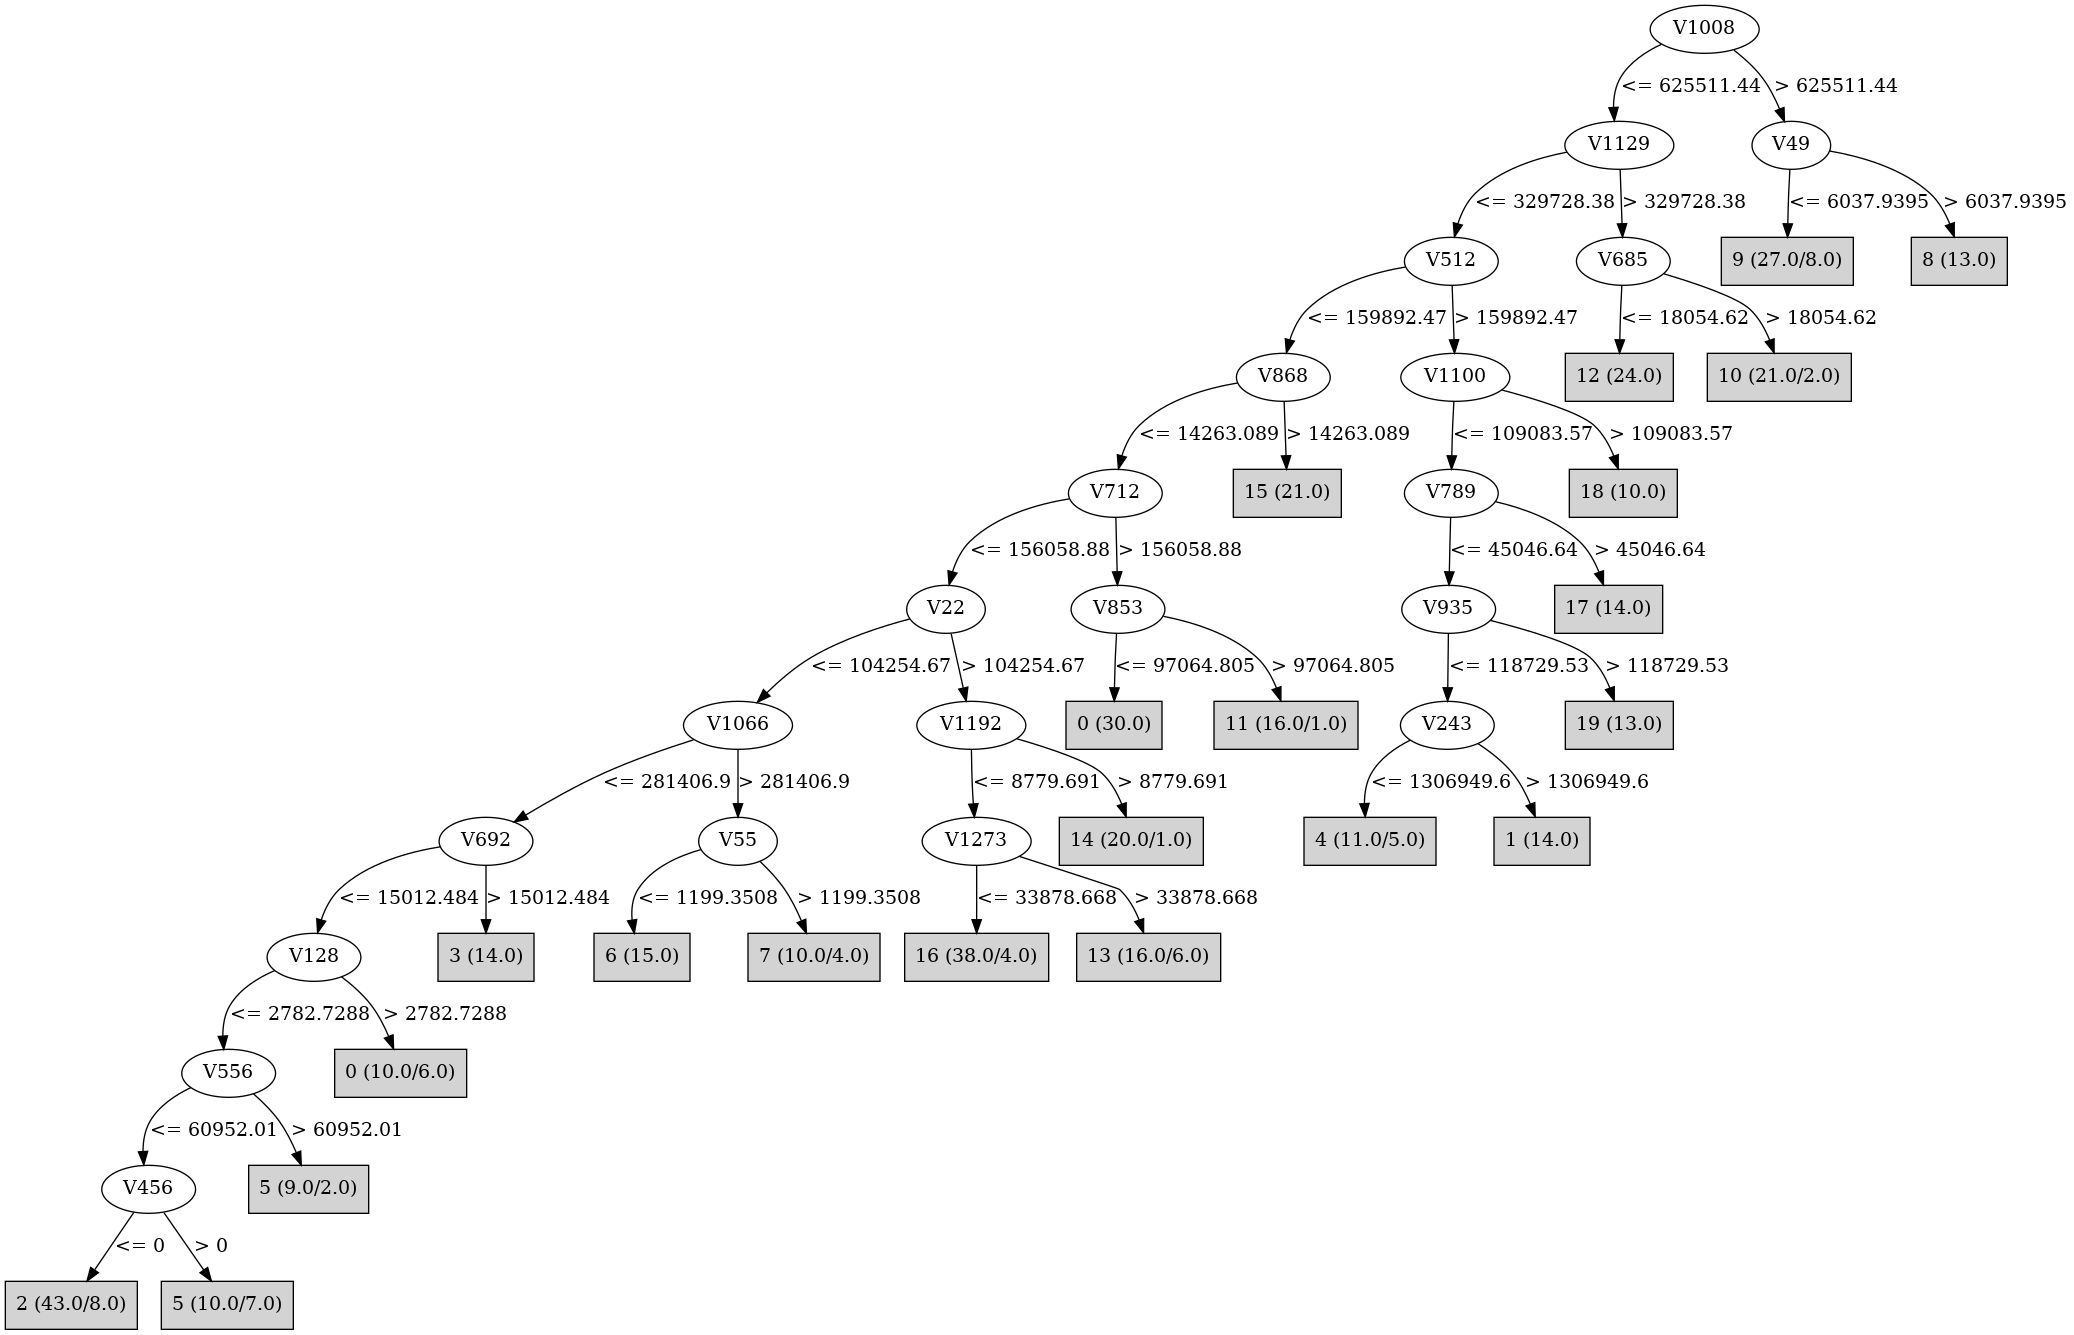 V1008
<= 625511.44 > 625511.44
V1129 V49
<= 329728.38 > 329728.38 <= 6037.9395 > 6037.9395
V512 V685 9 (27.0/8.0) 8 (13.0)
<= 159892.47 > 159892.47 <= 18054.62 > 18054.62
V868 V1100 12 (24.0) 10 (21.0/2.0)
<= 14263.089 > 14263.089 <= 109083.57 > 109083.57
V712 15 (21.0) V789 18 (10.0)
<= 156058.88 > 156058.88 <= 45046.64 > 45046.64
V22 V853 V935 17 (14.0)
<= 104254.67 > 104254.67 <= 97064.805 > 97064.805 <= 118729.53 > 118729.53
V1066 V1192 0 (30.0) 11 (16.0/1.0) V243 19 (13.0)
<= 281406.9 > 281406.9 <= 8779.691 > 8779.691 <= 1306949.6 > 1306949.6
V692 V55 V1273 14 (20.0/1.0) 4 (11.0/5.0) 1 (14.0)
<= 15012.484 > 15012.484 <= 1199.3508 > 1199.3508 <= 33878.668 > 33878.668
V128 3 (14.0) 6 (15.0) 7 (10.0/4.0) 16 (38.0/4.0) 13 (16.0/6.0)
<= 2782.7288 > 2782.7288
V556 0 (10.0/6.0)
<= 60952.01 > 60952.01
V456 5 (9.0/2.0)
<= 0 > 0
2 (43.0/8.0) 5 (10.0/7.0)